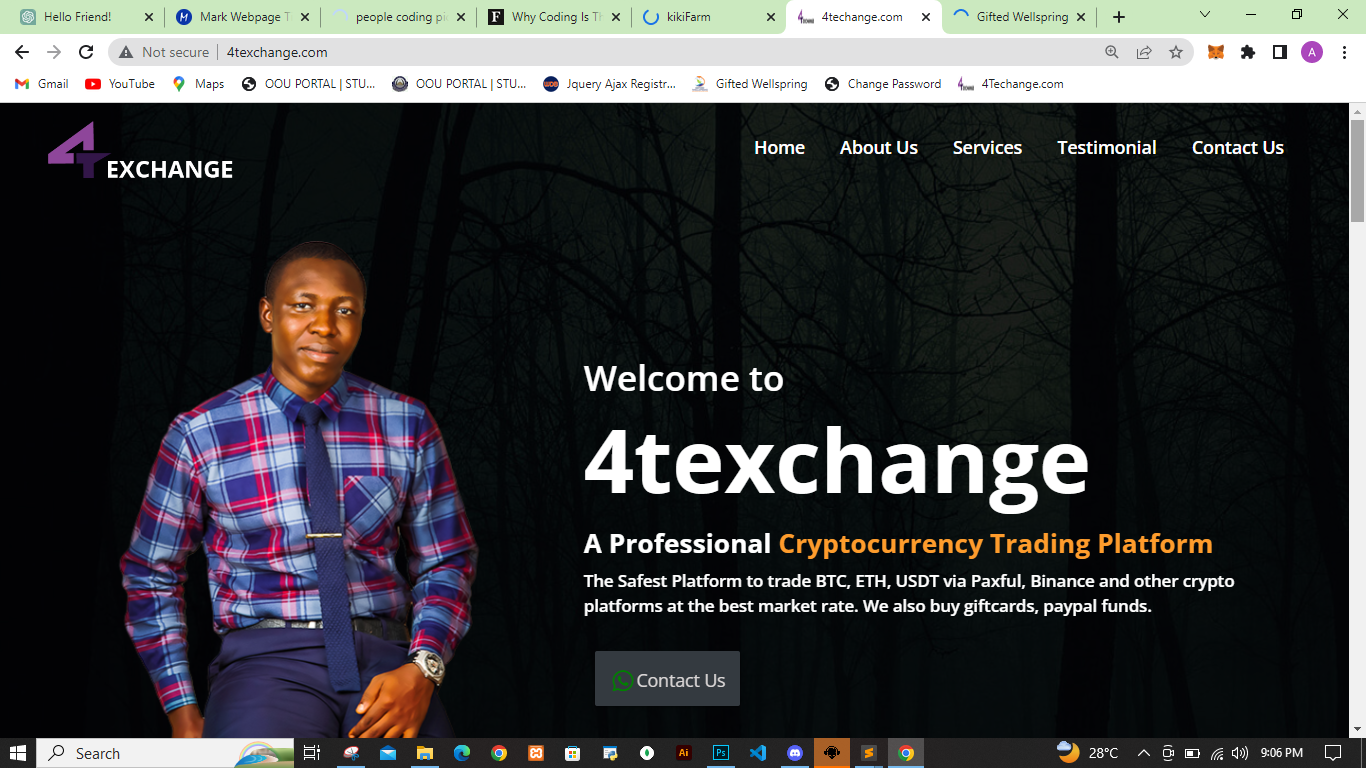 Hello Friend!
Mark Webpage T
people coding pi
Why Coding Is Th
kikiFarm
4techange.com
Gifted Wellspring
Not secure
4texchange.com
A
Gmail
YouTube
Maps
OOU PORTAL | STU...
OOU PORTAL | STU...
Jquery Ajax Registr...
Gifted Wellspring
Change Password
4Techange.com
4T EXCHANGE
Home
About Us
Services
Testimonial
Contact Us
Welcome to
4texchange
A Professional Cryptocurrency Trading Platform
The Safest Platform to trade BTC, ETH, USDT via Paxful, Binance and other crypto
platforms at the best market rate. We also buy giftcards, paypal funds.
Contact Us
Search
Ai
Ps
28°C
9:06 PM